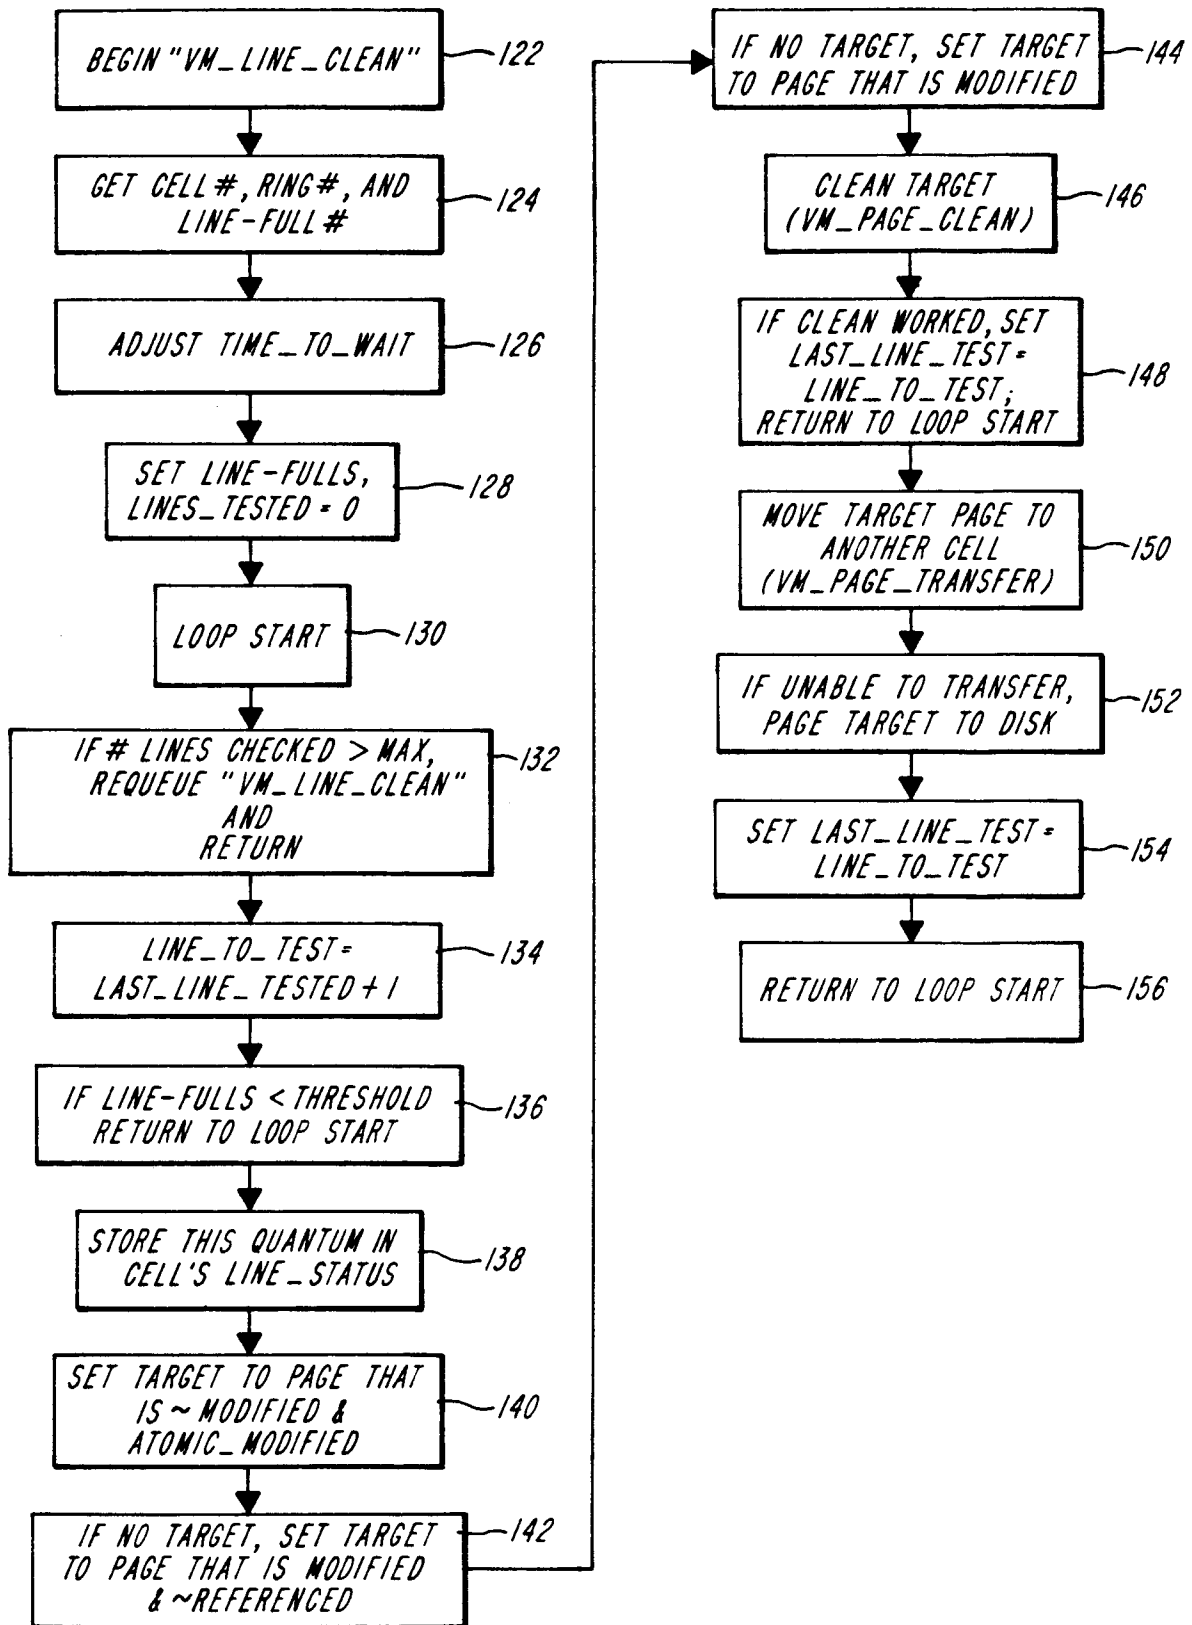 BEGIN "VM_LINE_CLEAN"
122
GET CELL #, RING #, AND
LINE-FULL #
124
ADJUST TIME_TO_WAIT
126
SET LINE-FULLS,
LINES_TESTED = 0
128
LOOP START
130
IF # LINES CHECKED > MAX,
REQUEUE "VM_LINE_CLEAN"
AND
RETURN
132
LINE_TO_TEST =
LAST_LINE_TESTED + 1
134
IF LINE-FULLS < THRESHOLD
RETURN TO LOOP START
136
STORE THIS QUANTUM IN
CELL'S LINE_STATUS
138
SET TARGET TO PAGE THAT
IS ~ MODIFIED &
ATOMIC_MODIFIED
140
IF NO TARGET, SET TARGET
TO PAGE THAT IS MODIFIED
& ~REFERENCED
142
IF NO TARGET, SET TARGET
TO PAGE THAT IS MODIFIED
144
CLEAN TARGET
(VM_PAGE_CLEAN)
146
IF CLEAN WORKED, SET
LAST_LINE_TEST =
LINE_TO_TEST;
RETURN TO LOOP START
148
MOVE TARGET PAGE TO
ANOTHER CELL
(VM_PAGE_TRANSFER)
150
IF UNABLE TO TRANSFER,
PAGE TARGET TO DISK
152
SET LAST_LINE_TEST =
LINE_TO_TEST
154
RETURN TO LOOP START
156